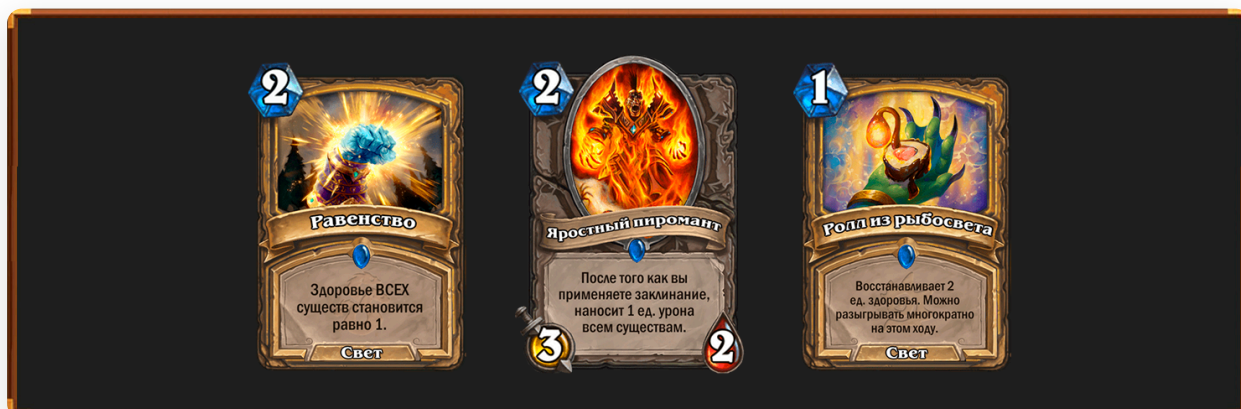 2
Равенство
Здоровье ВСЕХ
существ становится
равно 1.
Свет
2
Яростный пиромант
После того как вы
применяете заклинание,
наносит 1 ед. урона
всем существам.
3
2
1
Ролл из рыбосвета
Восстанавливает 2
ед. здоровья. Можно
разыгрывать многократно
на этом ходу.
Свет